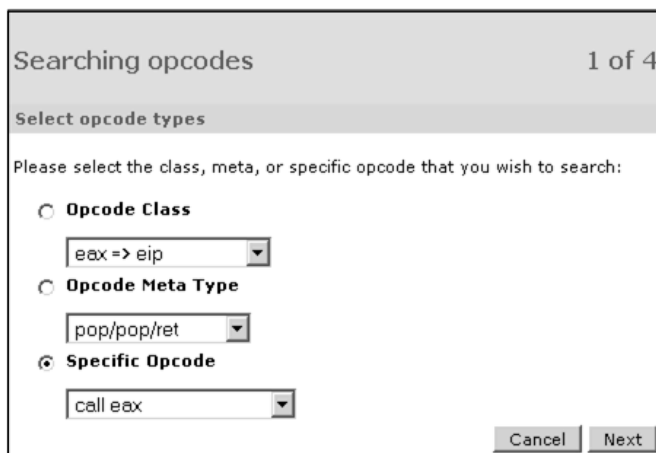 Searching opcodes 1 of 4
Select opcode types
Please select the class, meta, or specific opcode that you wish to search:
Opcode Class
eax => eip
Opcode Meta Type
pop/pop/ret
Specific Opcode
call eax
Cancel Next